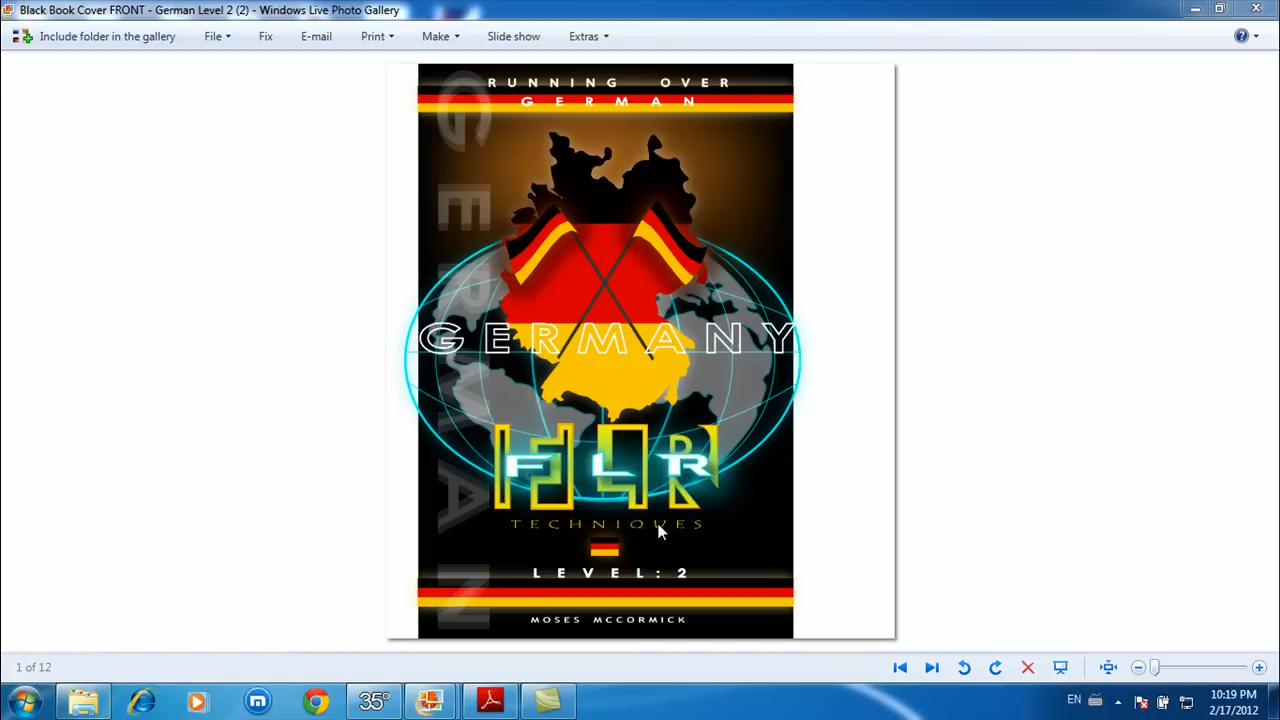 Black Book Cover FRONT - German Level 2 (2) - Windows Live Photo Gallery
Include folder in the gallery File Fix E-mail Print Make Slide show Extras
RUNNING OVER
GERMAN
GERMAN
GERMANY
FLR
TECHNIQUES
LEVEL: 2
MOSES MCCORMICK
1 of 12
35° EN 10:19 PM
2/17/2012